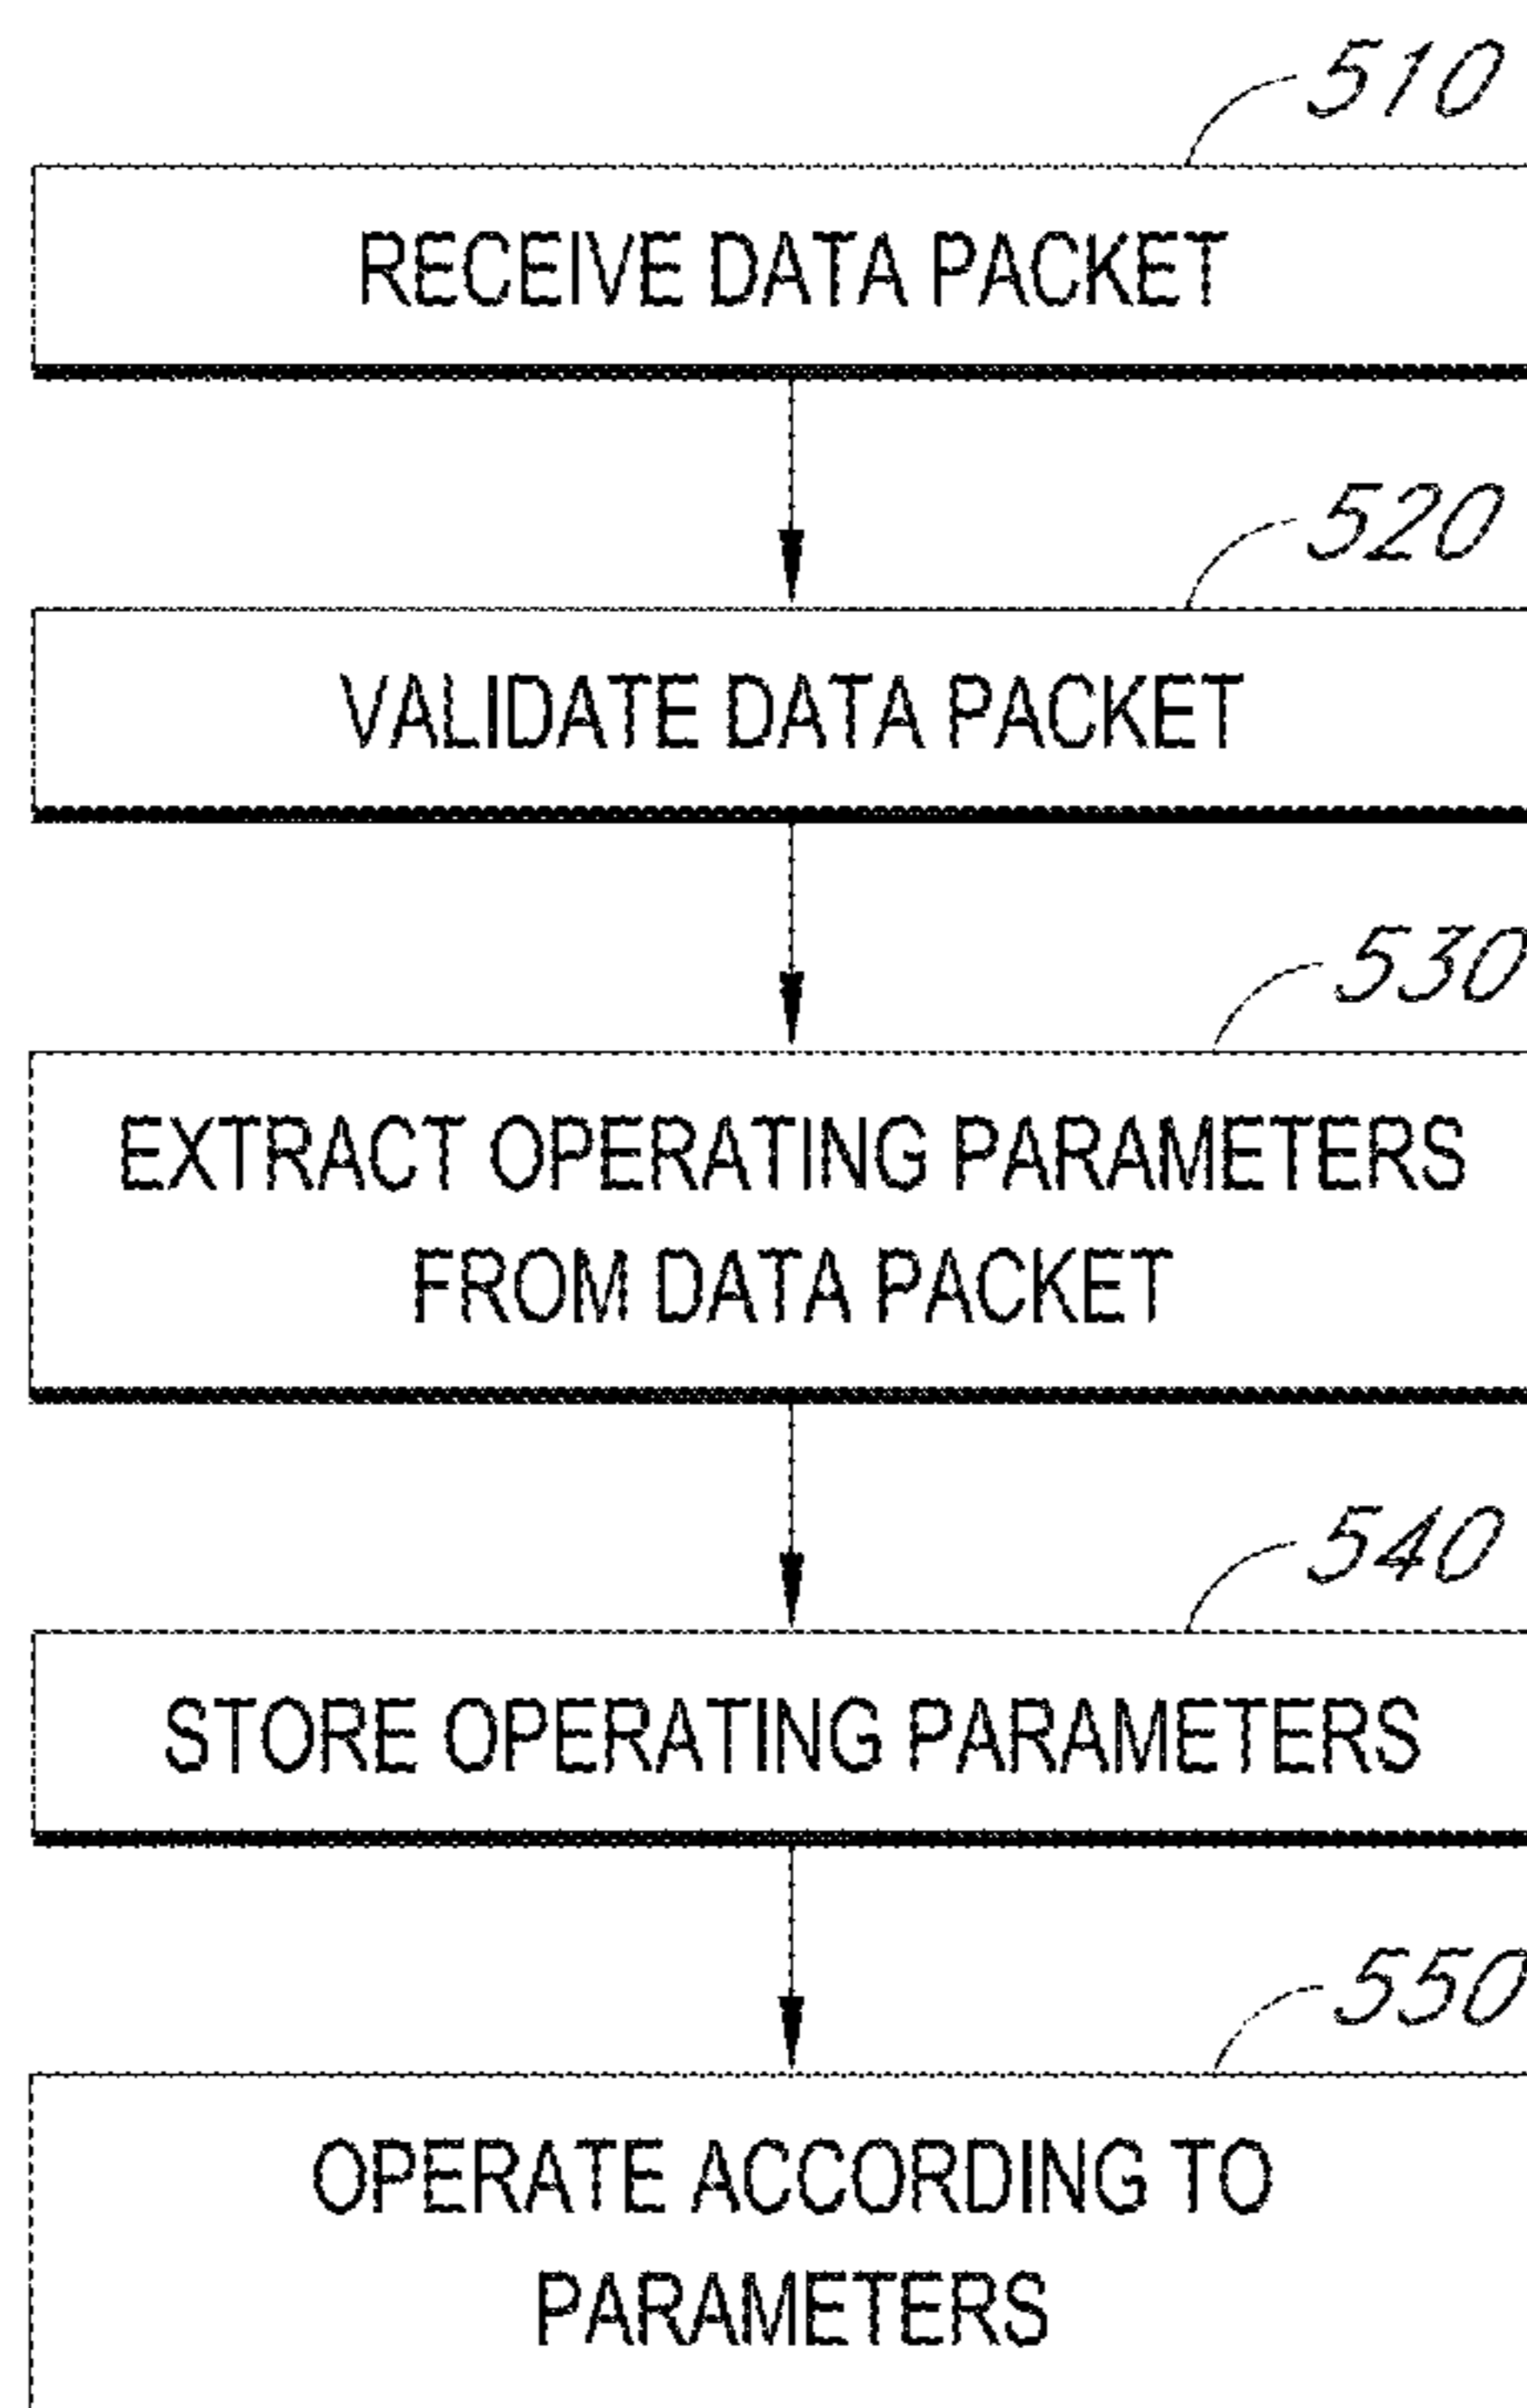 510
RECEIVE DATA PACKET
520
VALIDATE DATA PACKET
530
EXTRACT OPERATING PARAMETERS
FROM DATA PACKET
540
STORE OPERATING PARAMETERS
550
OPERATE ACCORDING TO
PARAMETERS